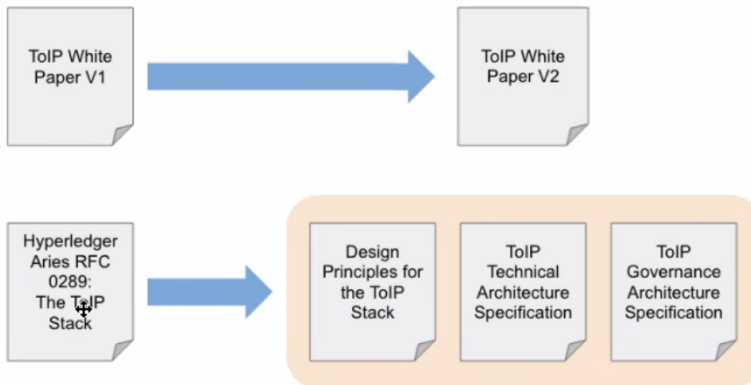 ToIP White
Paper V1
ToIP White
Paper V2
Hyperledger
Aries RFC
0289:
The ToIP
Stack
Design
Principles for
the ToIP
Stack
ToIP
Technical
Architecture
Specification
ToIP
Governance
Architecture
Specification